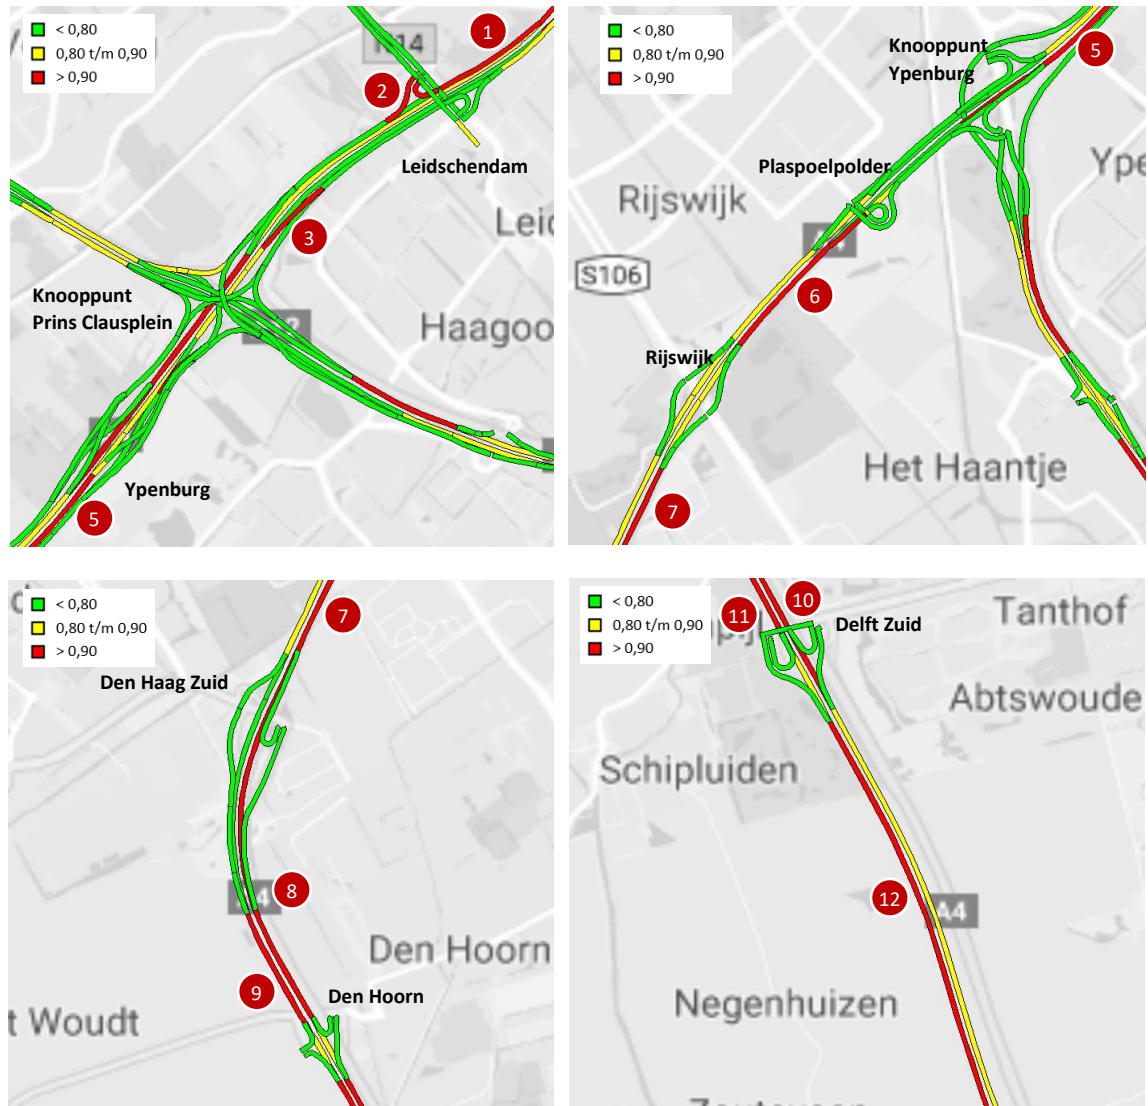 < 0,80
0,80 t/m 0,90
> 0,90
1
2
Leidschendam
Leid
3
Knooppunt
Prins Clausplein
Haagoo
Ypenburg
5
< 0,80
0,80 t/m 0,90
> 0,90
Knooppunt
Ypenburg
5
Plaspoelpolder
Ype
Rijswijk
S106
6
Rijswijk
Het Haantje
7
< 0,80
0,80 t/m 0,90
> 0,90
7
Den Haag Zuid
8
Den Hoorn
9
Den Hoorn
t Woudt
< 0,80
0,80 t/m 0,90
> 0,90
11
10
Delft Zuid
Tanthof
Abtswoude
Schipluiden
12
A4
Negenhuizen